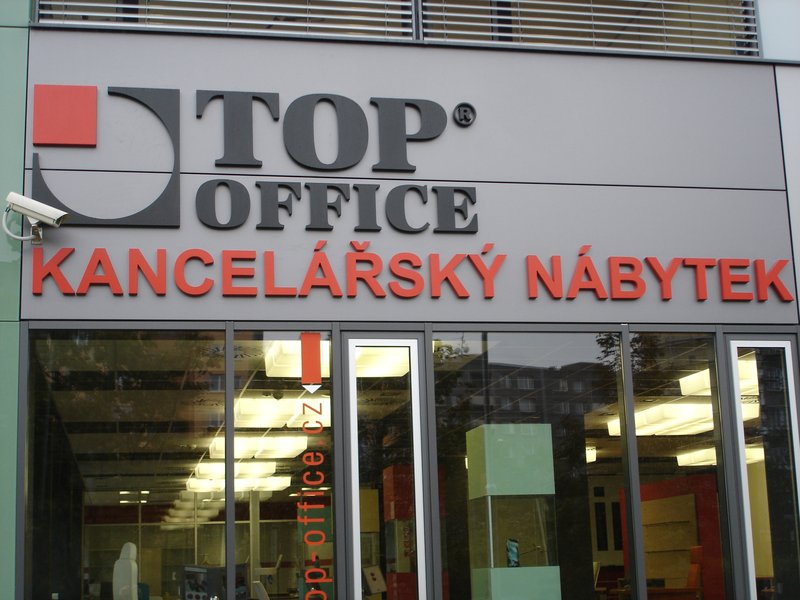 TOP®
OFFICE
KANCELÁŘSKÝ NÁBYTEK
op-office.cz